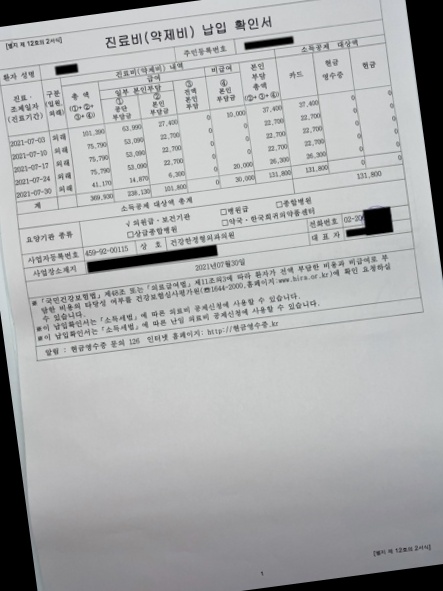 [별지 제 12호의 2서식]
진료비(약제비) 납입 확인서
환자 성명
주민등록번호
진료비(약제비) 내역
소득공제 대상액
진료·조제일자 (진료기간)
구분 (입원,외래)
총 액 (①+②+③+④)
급여
일부 본인부담
① 공단 부담금
② 본인 부담금
③ 전액 본인 부담
비급여
④ 본인 부담금
본인 부담 총액 (②+③+④)
카드
현금 영수증
현금
2021-07-03 외래 101,390 63,990 27,400 0 10,000 37,400 37,400 0 0
2021-07-10 외래 75,790 53,090 22,700 0 0 22,700 22,700 0 0
2021-07-17 외래 75,790 53,090 22,700 0 0 22,700 22,700 0 0
2021-07-24 외래 75,790 53,090 22,700 0 0 22,700 22,700 0 0
2021-07-30 외래 41,170 14,870 6,300 0 20,000 26,300 26,300 0 0
계 369,930 238,130 101,800 0 30,000 131,800 131,800 0 0
소득공제 대상액 총계 131,800
요양기관 종류
√의원급·보건기관 □병원급 □종합병원
□상급종합병원 □약국·한국희귀의약품센터
사업자등록번호 459-92-00115 상 호 건강한정형외과의원 전화번호 02-20
사업장소재지 대 표 자
2021년07월30일
※「국민건강보험법」제48조 또는「의료급여법」제11조의3에 따라 환자가 전액 부담한 비용과 비급여로 부
담한 비용의 타당성 여부를 건강보험심사평가원(☎1644-2000,홈페이지:www.hira.or.kr)에 확인 요청하실
수 있습니다.
※이 납입확인서는「소득세법」에 따른 의료비 공제신청에 사용할 수 있습니다.
※이 납입확인서는「소득세법」에 따른 난임 의료비 공제신청에 사용할 수 있습니다.
알림 : 현금영수증 문의 126 인터넷 홈페이지: http://현금영수증.kr
[별지 제 12호의 2서식]
1